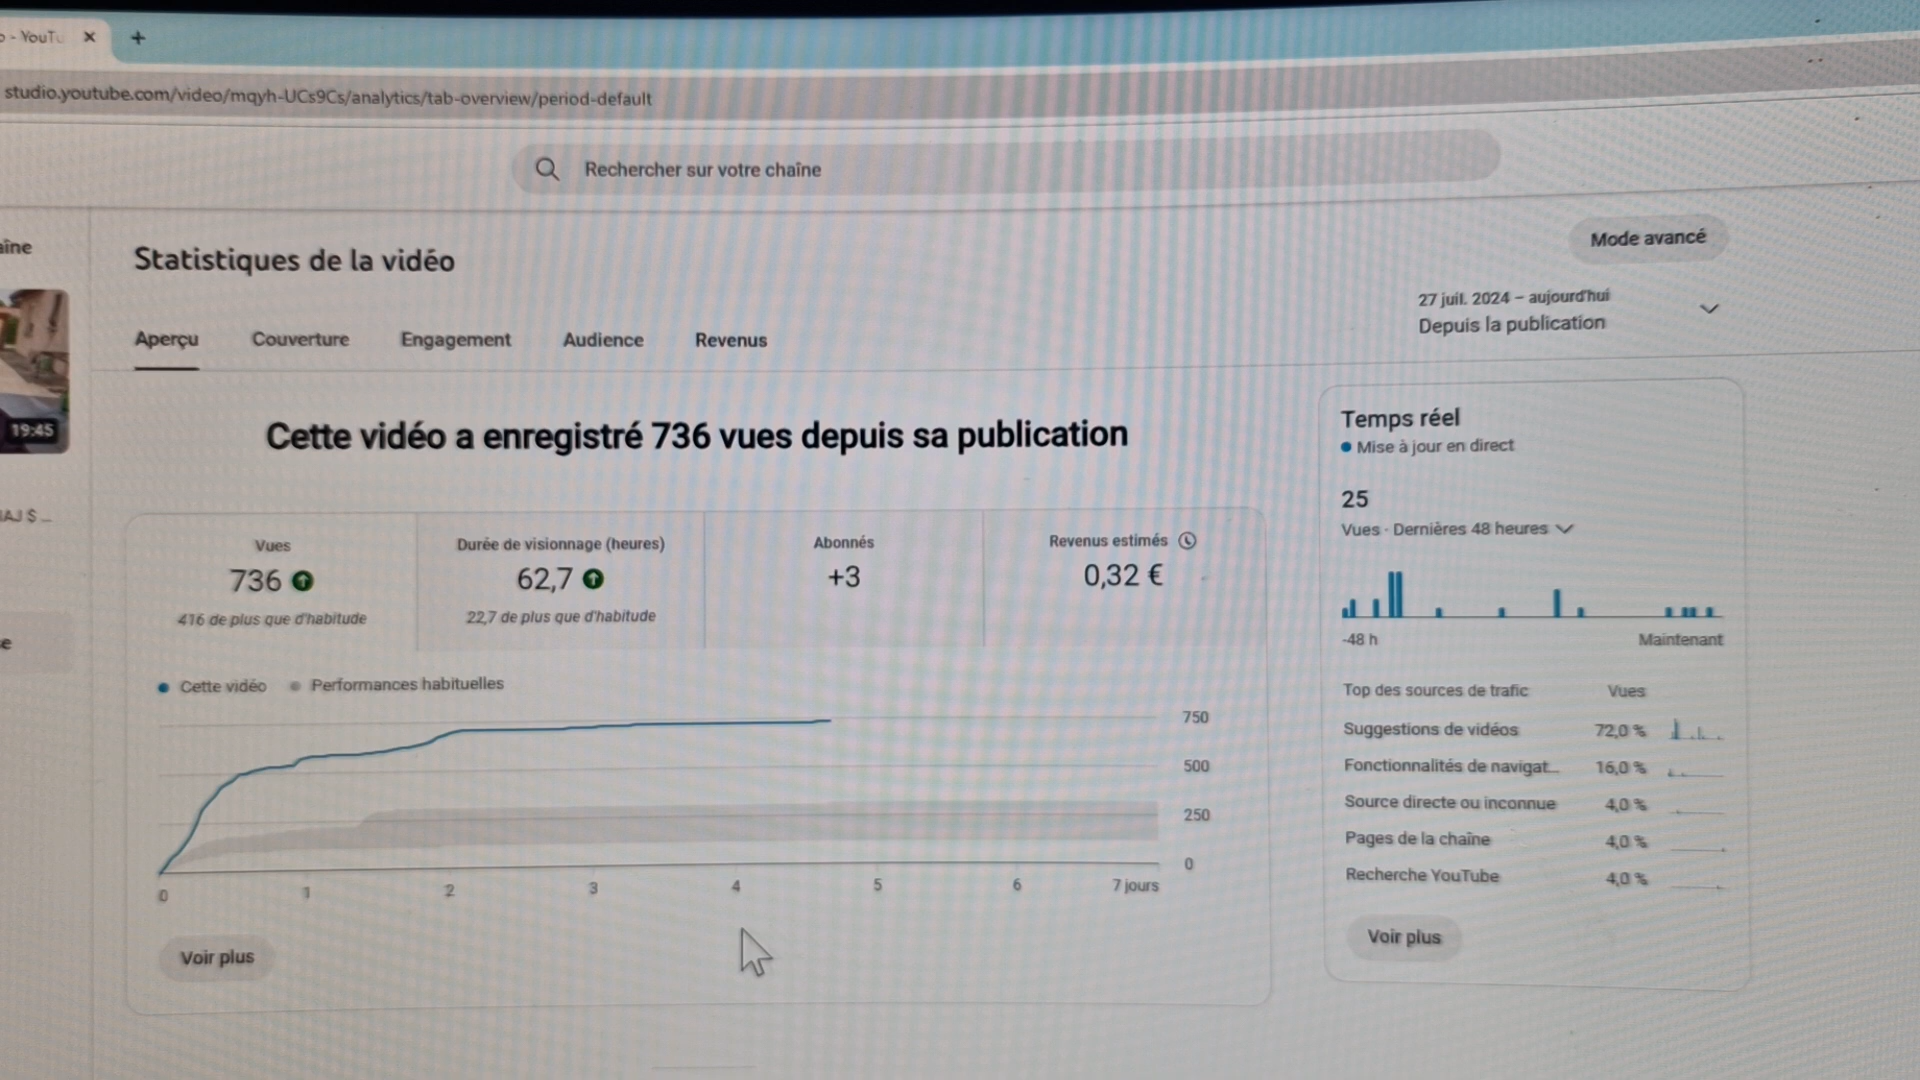 - YouTu
studio.youtube.com/video/mqyh-UCs9Cs/analytics/tab-overview/period-default
Rechercher sur votre chaîne
aîne
19:45
AJ $ ...
e
Statistiques de la vidéo
Mode avancé
Aperçu Couverture Engagement Audience Revenus
27 juil. 2024 – aujourd'hui
Depuis la publication
Cette vidéo a enregistré 736 vues depuis sa publication
Vues
736
416 de plus que d'habitude
Durée de visionnage (heures)
62,7
22,7 de plus que d'habitude
Abonnés
+3
Revenus estimés
0,32 €
Cette vidéo Performances habituelles
750
500
250
0
0 1 2 3 4 5 6 7 jours
Voir plus
Temps réel
Mise à jour en direct
25
Vues · Dernières 48 heures
-48 h Maintenant
Top des sources de trafic Vues
Suggestions de vidéos 72,0 %
Fonctionnalités de navigat... 16,0 %
Source directe ou inconnue 4,0 %
Pages de la chaîne 4,0 %
Recherche YouTube 4,0 %
Voir plus